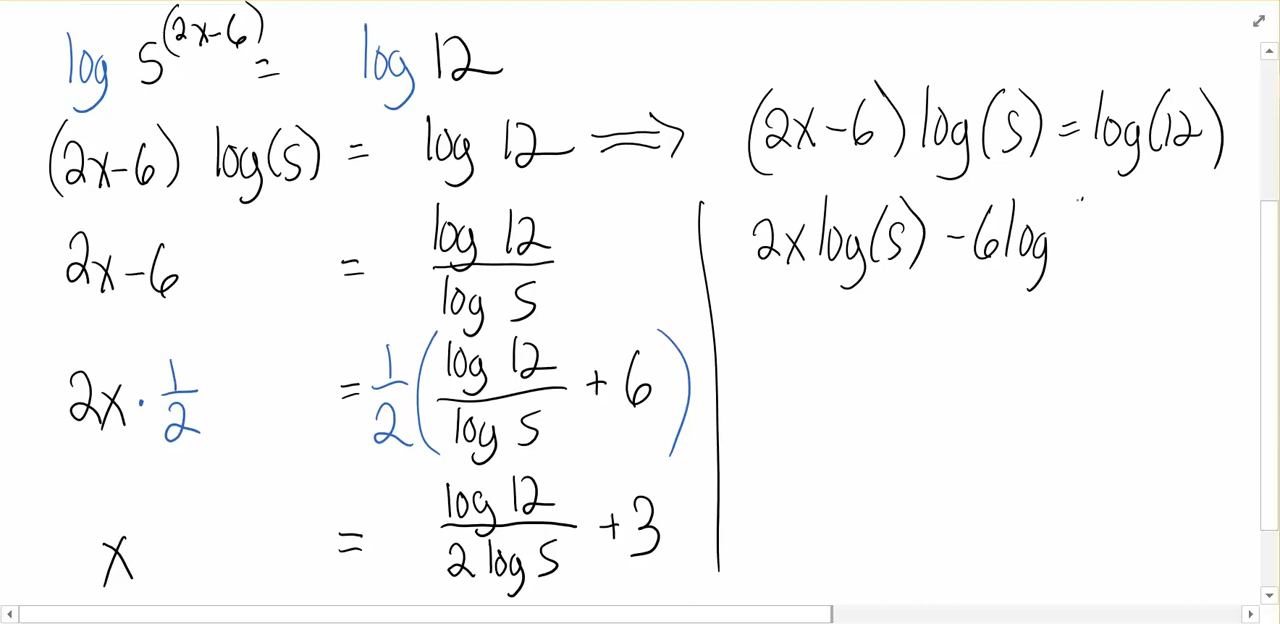 log 5^(2x-6) = log 12
(2x-6) log(5) = log 12 ⟹
2x-6 = log 12 / log 5
2x · 1/2 = 1/2 ( log 12 / log 5 + 6 )
x = log 12 / 2 log 5 + 3
(2x-6) log(5) = log(12)
2x log(5) - 6 log